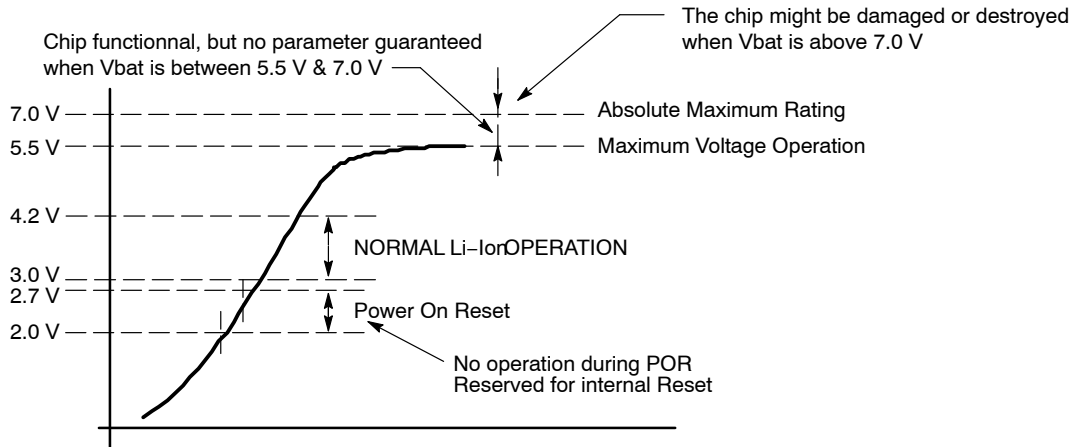 The chip might be damaged or destroyed
when Vbat is above 7.0 V
Chip functionnal, but no parameter guaranteed
when Vbat is between 5.5 V & 7.0 V
7.0 V
Absolute Maximum Rating
5.5 V
Maximum Voltage Operation
4.2 V
NORMAL Li–IonOPERATION
3.0 V
2.7 V
Power On Reset
2.0 V
No operation during POR
Reserved for internal Reset